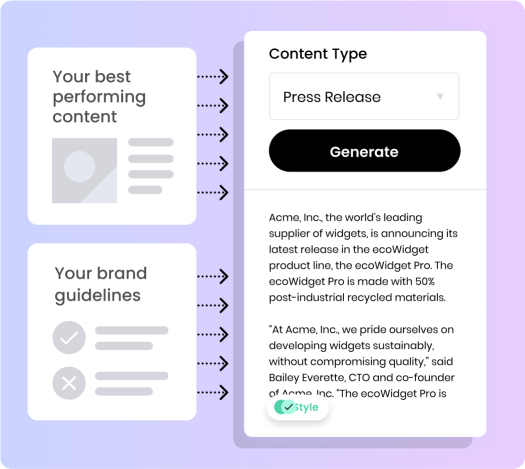 Your best
performing
content
Your brand
guidelines
Content Type
Press Release
Generate
Acme, Inc., the world's leading
supplier of widgets, is announcing its
latest release in the ecoWidget
product line, the ecoWidget Pro. The
ecoWidget Pro is made with 50%
post-industrial recycled materials.
“At Acme, Inc., we pride ourselves on
developing widgets sustainably,
without compromising quality,” said
Bailey Everette, CTO and co-founder
of Acme, Inc. “The ecoWidget Pro is
Style